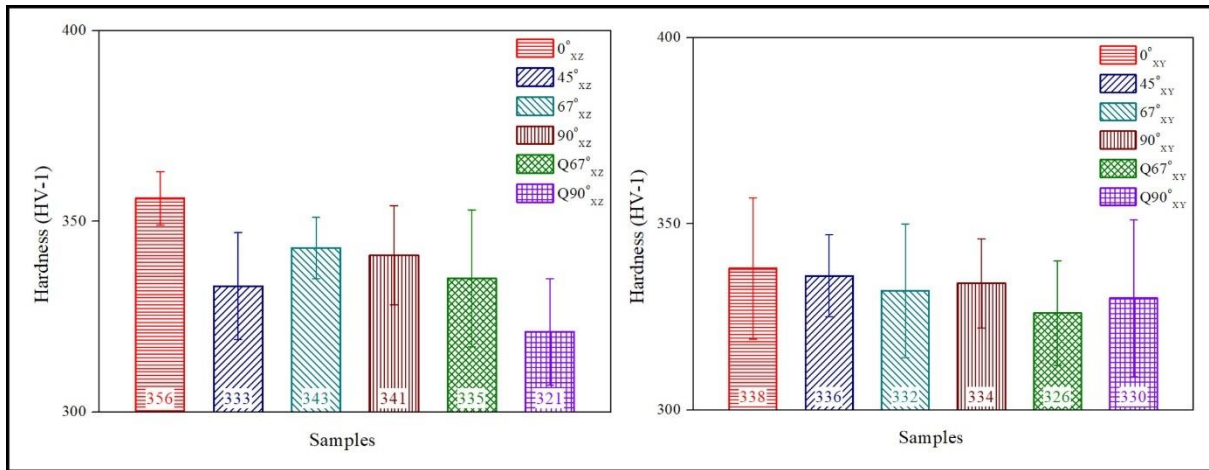 400
350
300
Hardness (HV-1)
0°XZ
45°XZ
67°XZ
90°XZ
Q67°XZ
Q90°XZ
356
333
343
341
335
321
Samples
400
350
300
Hardness (HV-1)
0°XY
45°XY
67°XY
90°XY
Q67°XY
Q90°XY
338
336
332
334
326
330
Samples